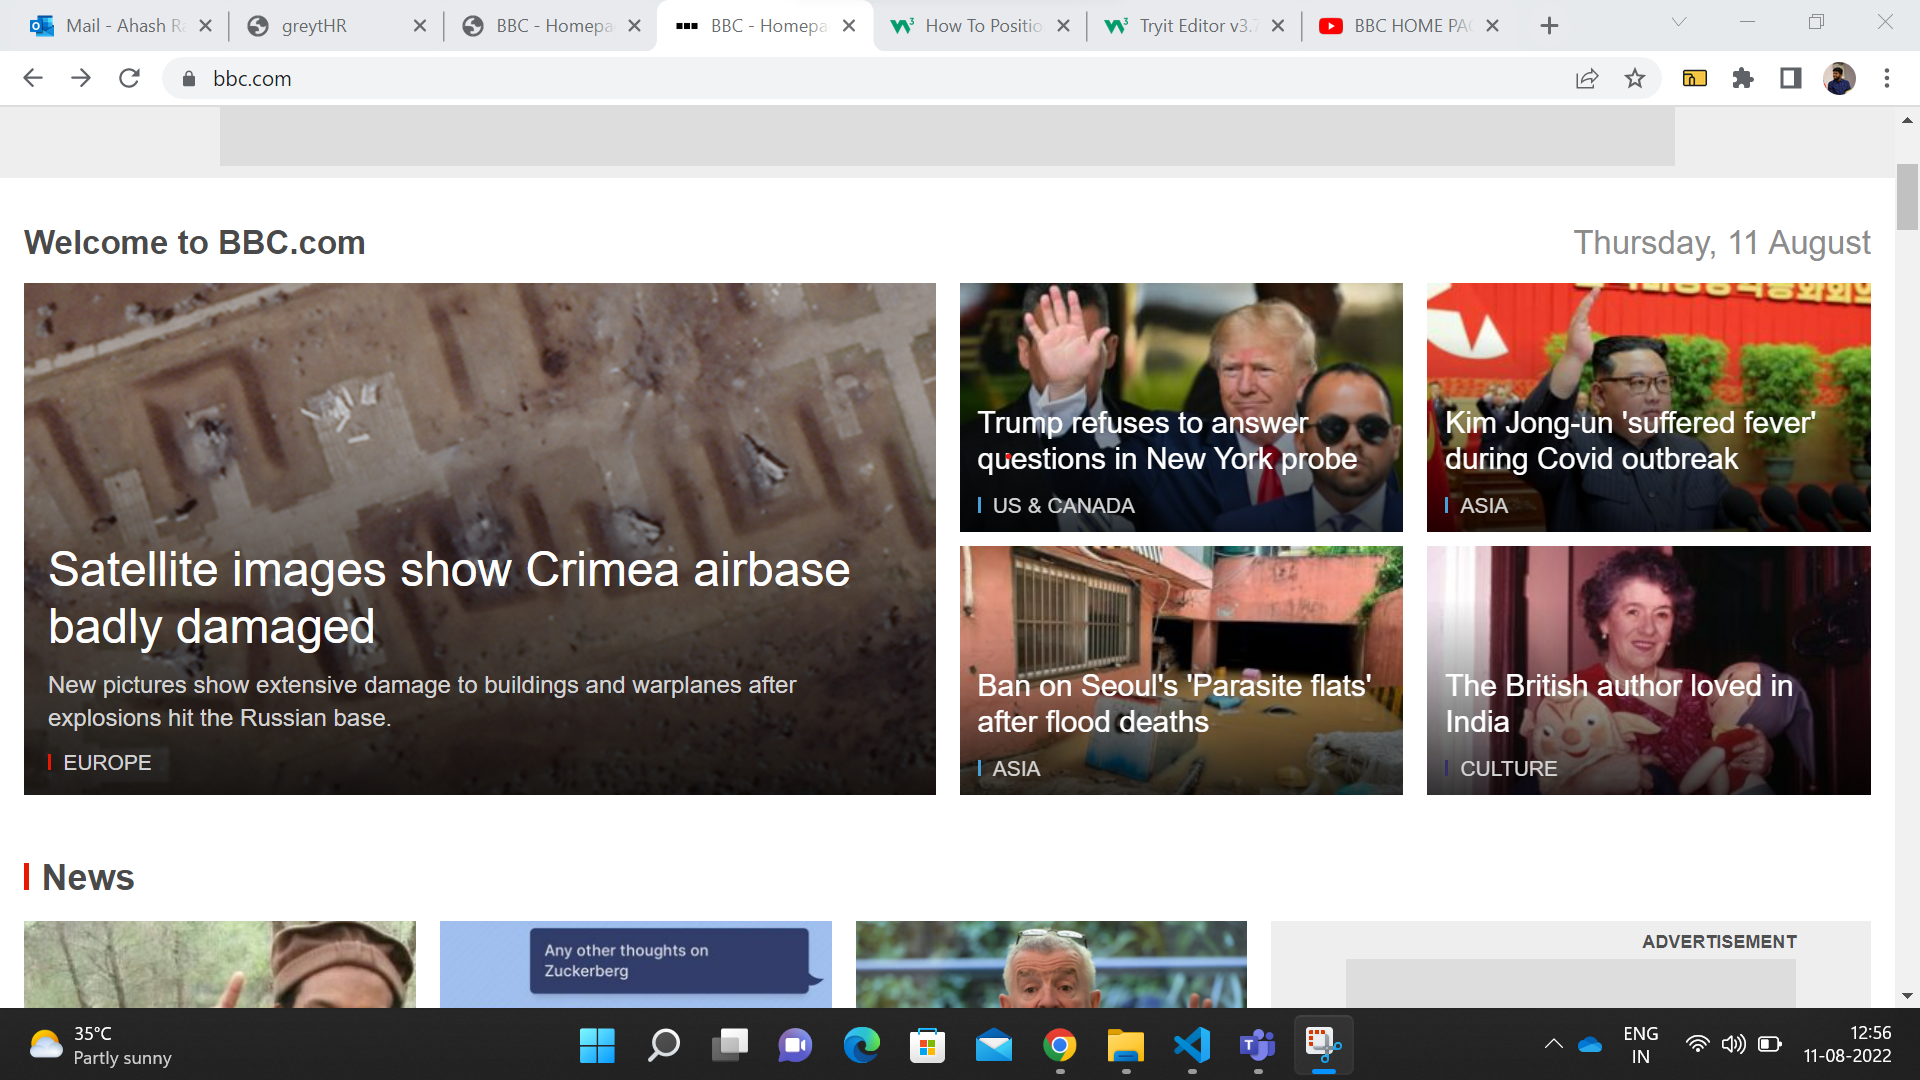 Mail - Ahash Ra
greytHR
BBC - Homepa
BBC - Homepa
How To Positio
Tryit Editor v3.7
BBC HOME PAG
bbc.com
Welcome to BBC.com
Thursday, 11 August
Satellite images show Crimea airbase
badly damaged
New pictures show extensive damage to buildings and warplanes after
explosions hit the Russian base.
EUROPE
Trump refuses to answer
questions in New York probe
US & CANADA
Kim Jong-un 'suffered fever'
during Covid outbreak
ASIA
Ban on Seoul's 'Parasite flats'
after flood deaths
ASIA
The British author loved in
India
CULTURE
News
Any other thoughts on
Zuckerberg
ADVERTISEMENT
35°C
Partly sunny
ENG
IN
12:56
11-08-2022